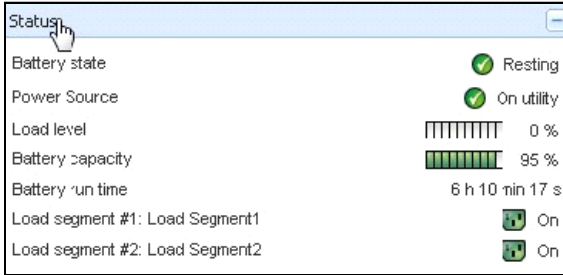 Status
Battery state Resting
Power Source On utility
Load level 0 %
Battery capacity 95 %
Battery run time 6 h 10 min 17 s
Load segment #1: Load Segment1 On
Load segment #2: Load Segment2 On